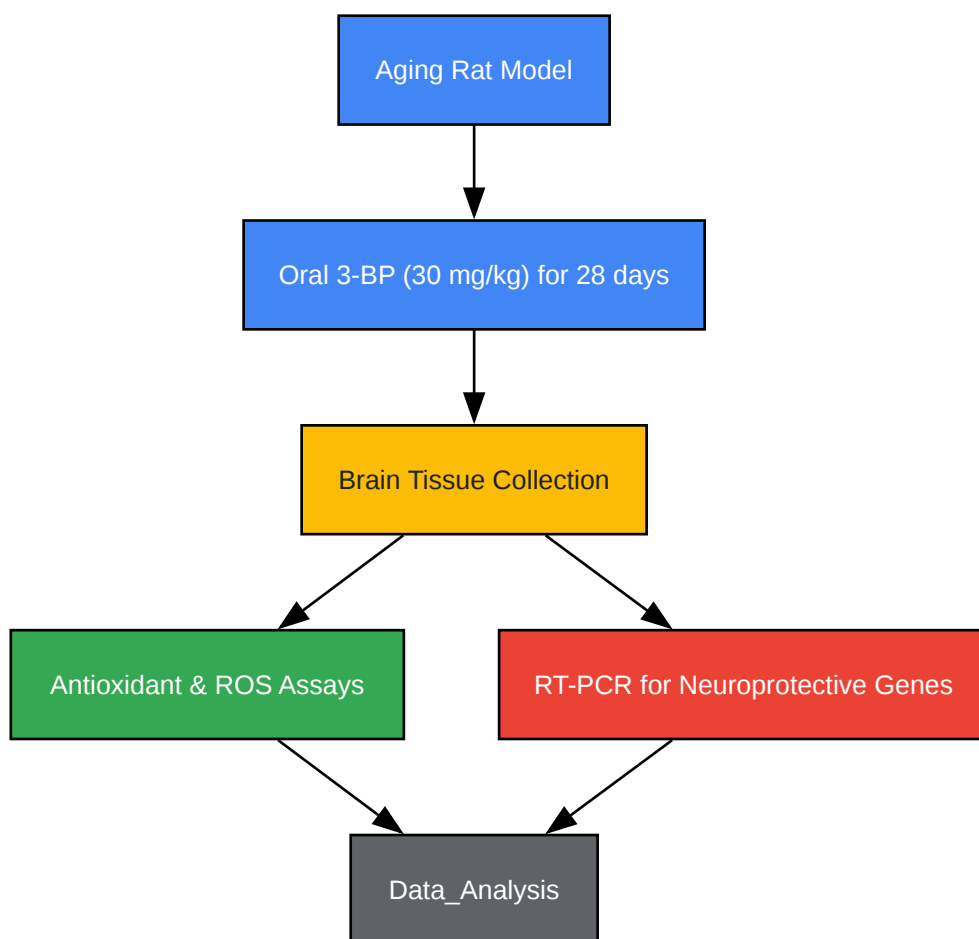 Aging Rat Model
Oral 3-BP (30 mg/kg) for 28 days
Brain Tissue Collection
Antioxidant & ROS Assays
RT-PCR for Neuroprotective Genes
Data_Analysis